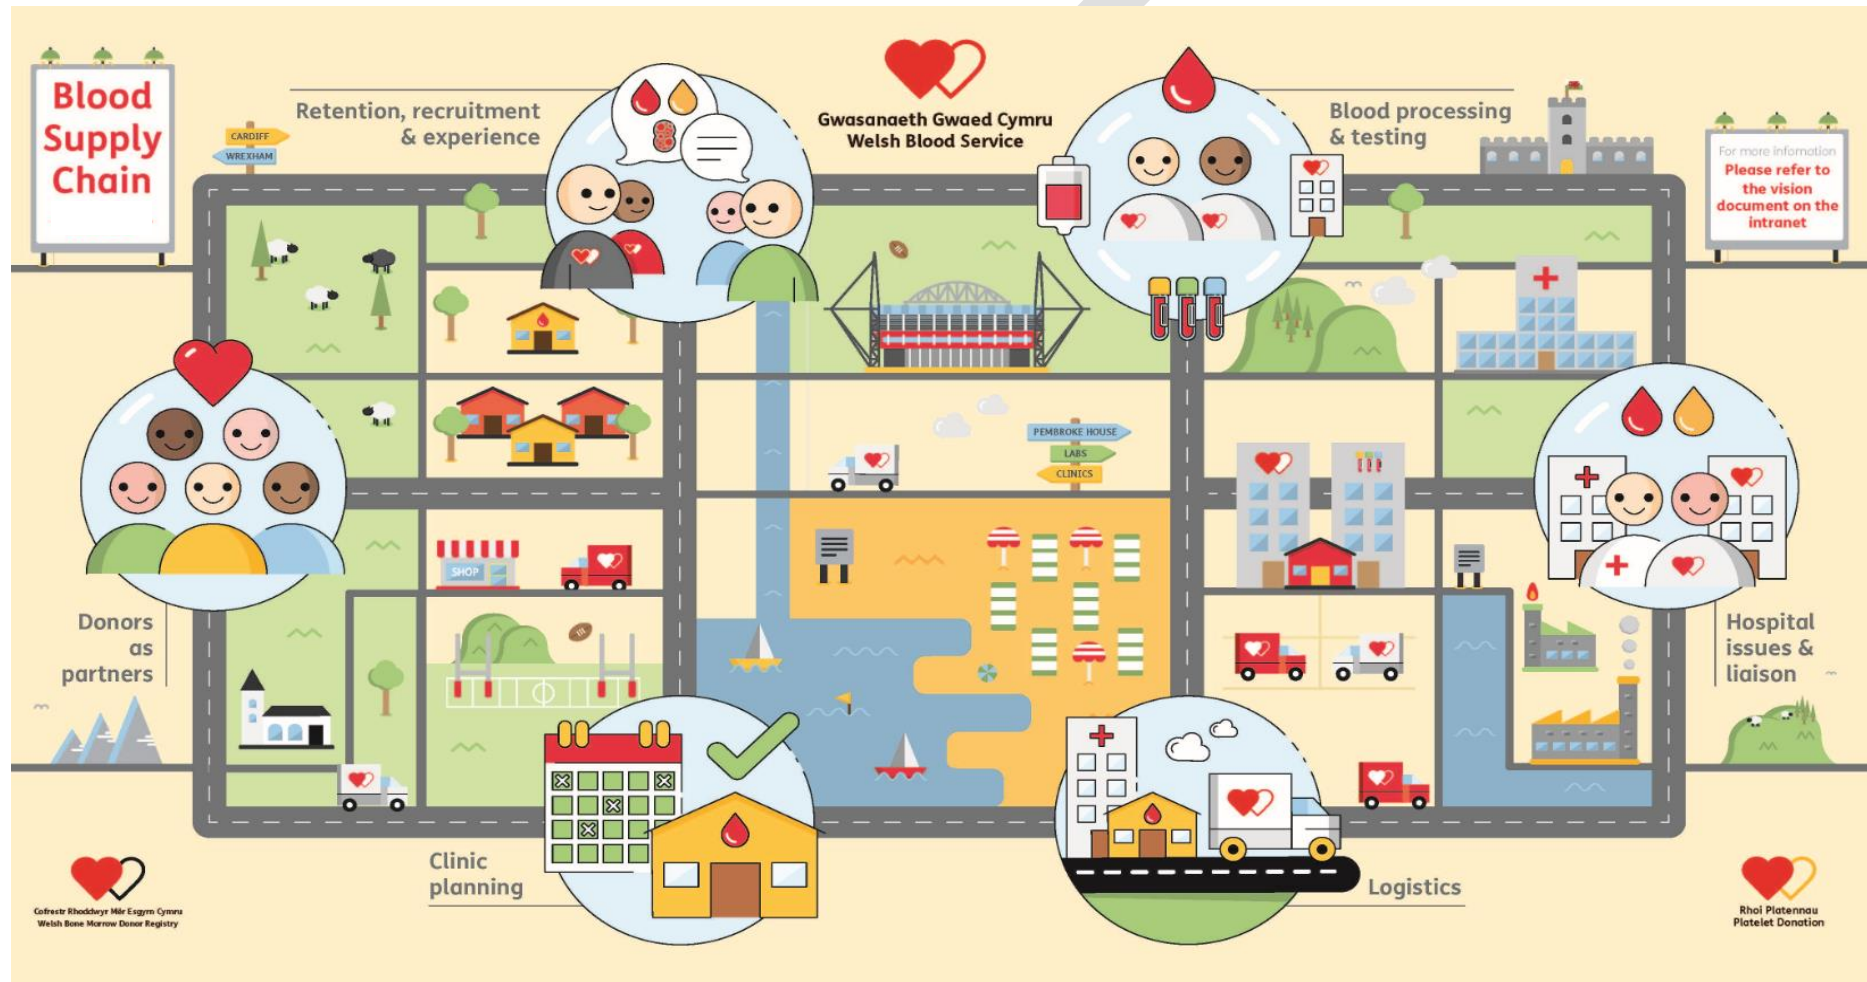 Blood
Supply
Chain
CARDIFF
WREXHAM
Retention, recruitment
& experience
Gwasanaeth Gwaed Cymru
Welsh Blood Service
Blood processing
& testing
For more infomation
Please refer to
the vision
document on the
intranet
PEMBROKE HOUSE
LABS
CLINICS
SHOP
Donors
as
partners
Hospital
issues &
liaison
Clinic
planning
Logistics
Cofrestr Rhoddwyr Mêr Esgyrn Cymru
Welsh Bone Marrow Donor Registry
Rhoi Platennau
Platelet Donation